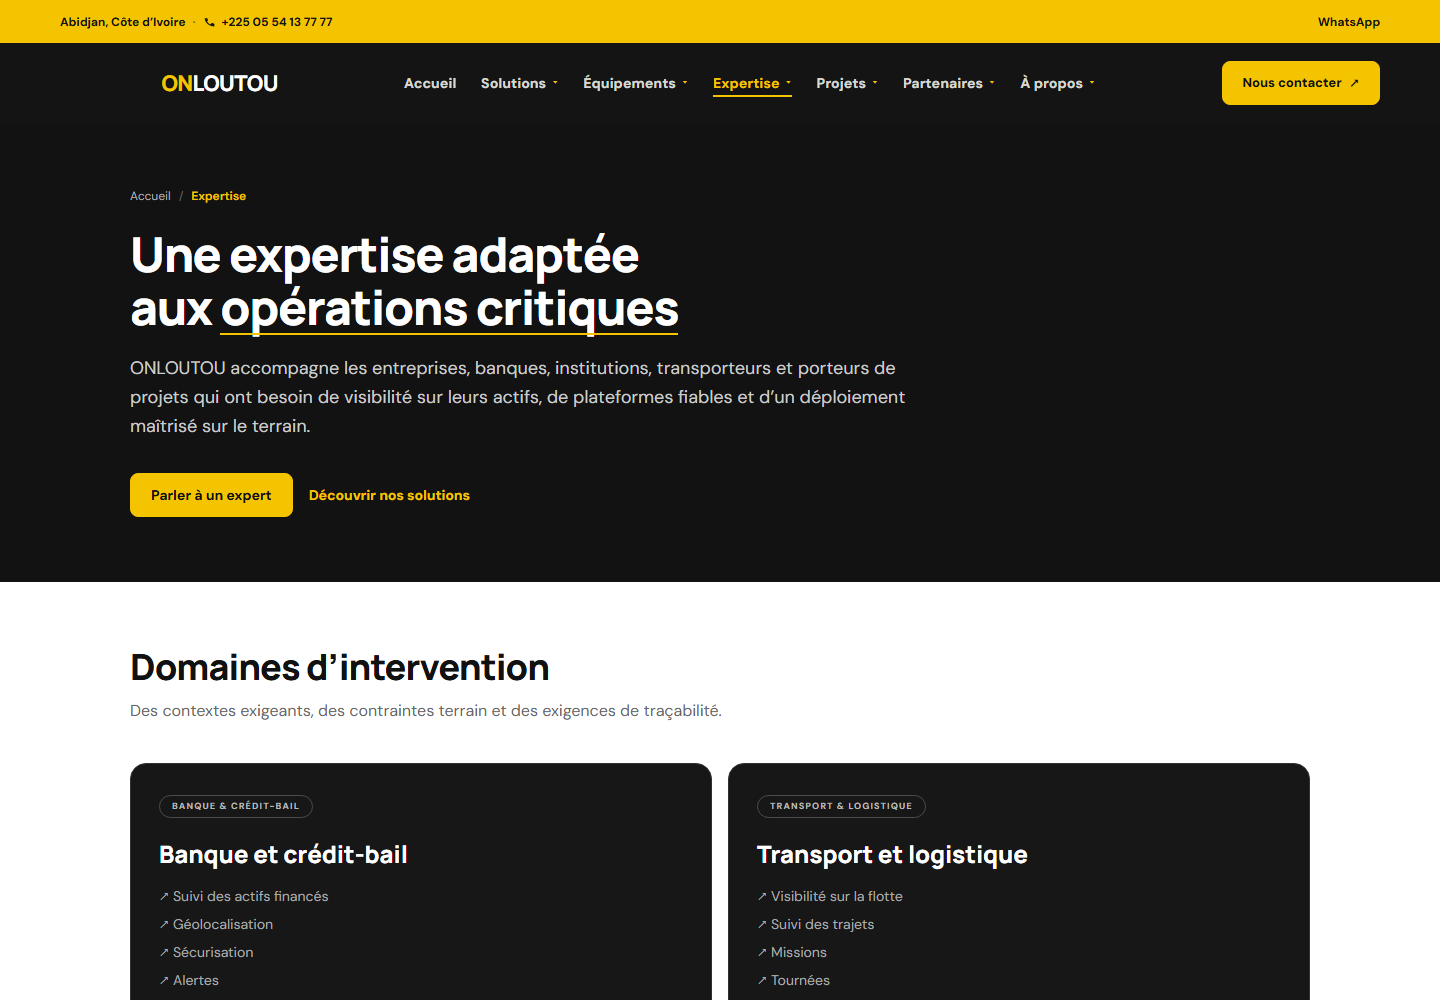 Abidjan, Côte d’Ivoire · +225 05 54 13 77 77
WhatsApp
ONLOUTOU
Accueil Solutions Équipements Expertise Projets Partenaires À propos
Nous contacter ↗
Accueil / Expertise
Une expertise adaptée
aux opérations critiques
ONLOUTOU accompagne les entreprises, banques, institutions, transporteurs et porteurs de
projets qui ont besoin de visibilité sur leurs actifs, de plateformes fiables et d’un déploiement
maîtrisé sur le terrain.
Parler à un expert
Découvrir nos solutions
Domaines d’intervention
Des contextes exigeants, des contraintes terrain et des exigences de traçabilité.
BANQUE & CRÉDIT-BAIL
Banque et crédit-bail
↗ Suivi des actifs financés
↗ Géolocalisation
↗ Sécurisation
↗ Alertes
TRANSPORT & LOGISTIQUE
Transport et logistique
↗ Visibilité sur la flotte
↗ Suivi des trajets
↗ Missions
↗ Tournées